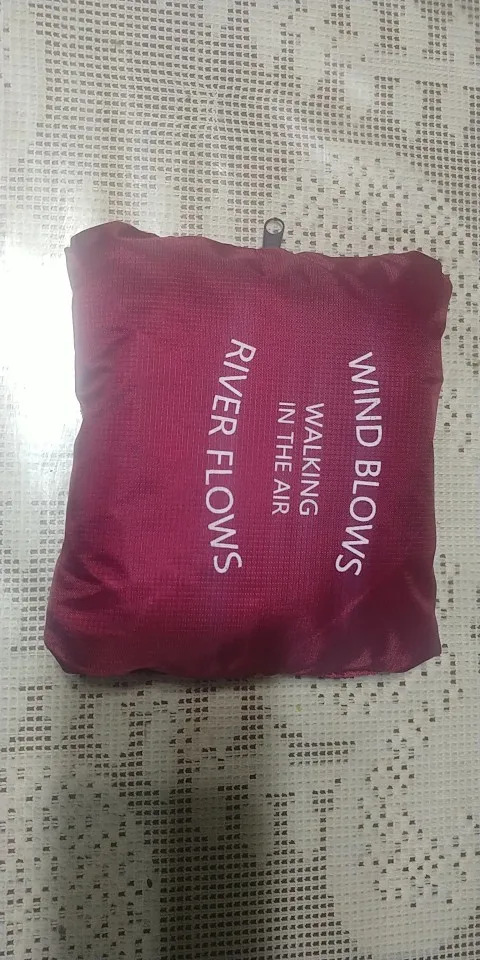 WIND BLOWS
WALKING
IN THE AIR
RIVER FLOWS